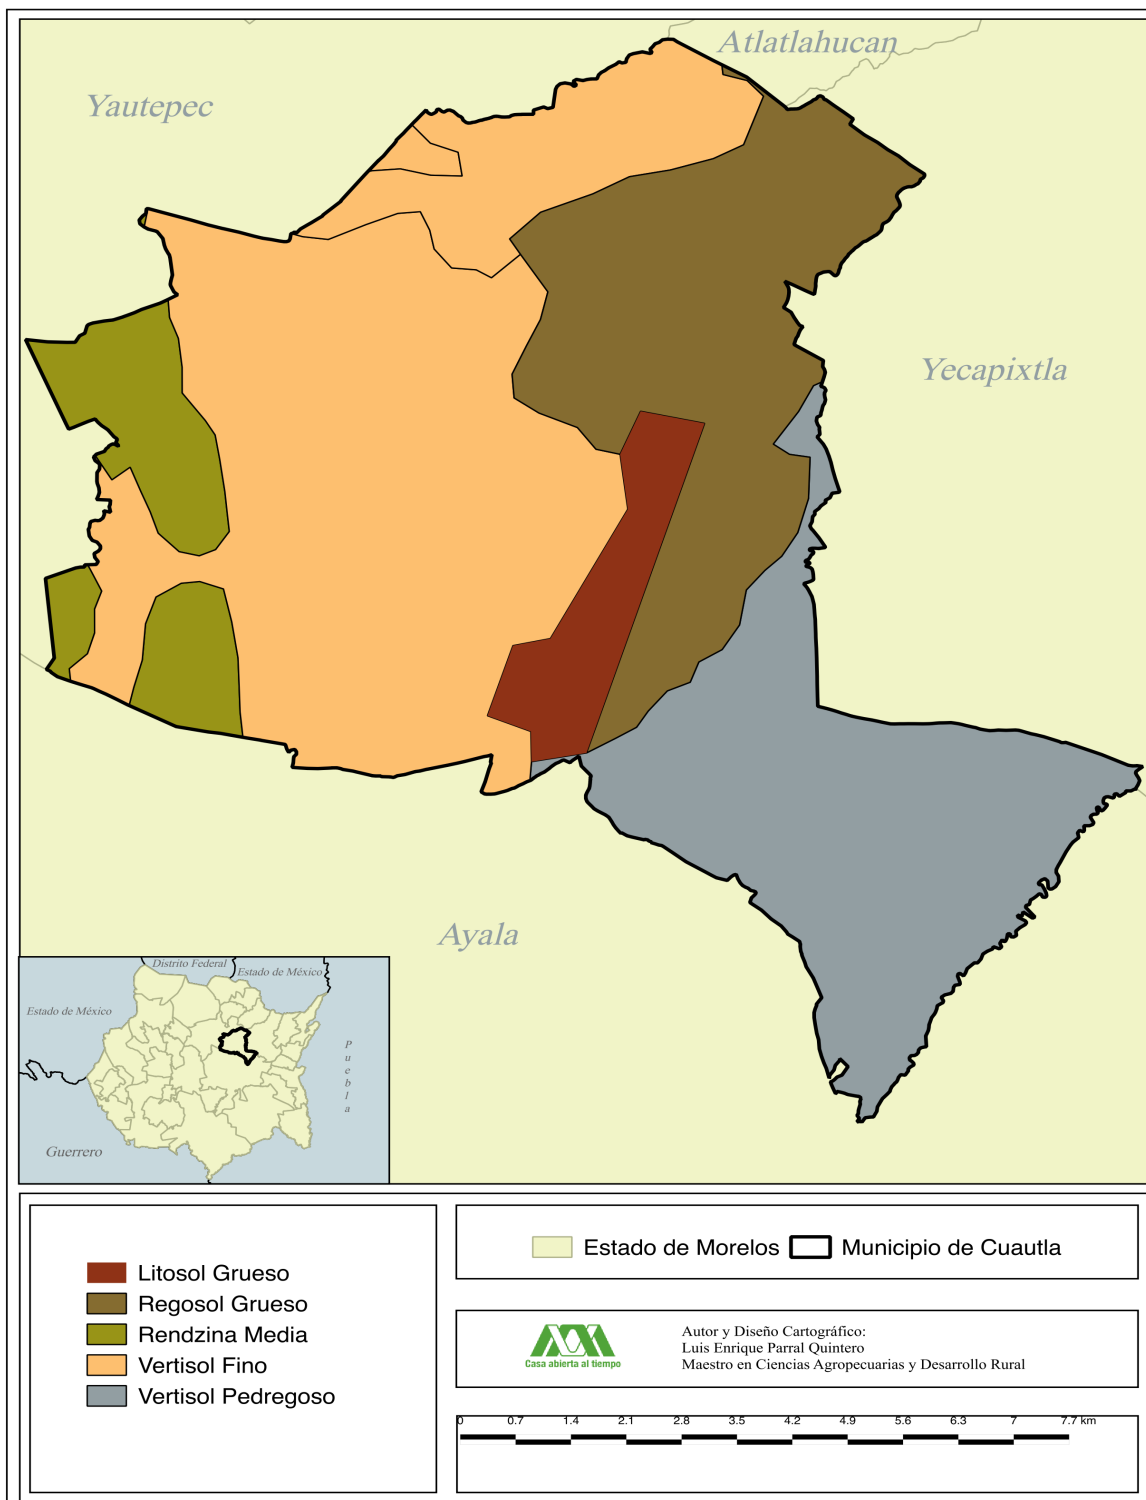 Atlatlahucan
Yautepec
Yecapixtla
Ayala
Distrito Federal
Estado de México
Estado de México
Puebla
Guerrero
Litosol Grueso
Regosol Grueso
Rendzina Media
Vertisol Fino
Vertisol Pedregoso
Estado de Morelos
Municipio de Cuautla
Casa abierta al tiempo
Autor y Diseño Cartográfico:
Luis Enrique Parral Quintero
Maestro en Ciencias Agropecuarias y Desarrollo Rural
0 0.7 1.4 2.1 2.8 3.5 4.2 4.9 5.6 6.3 7 7.7 km